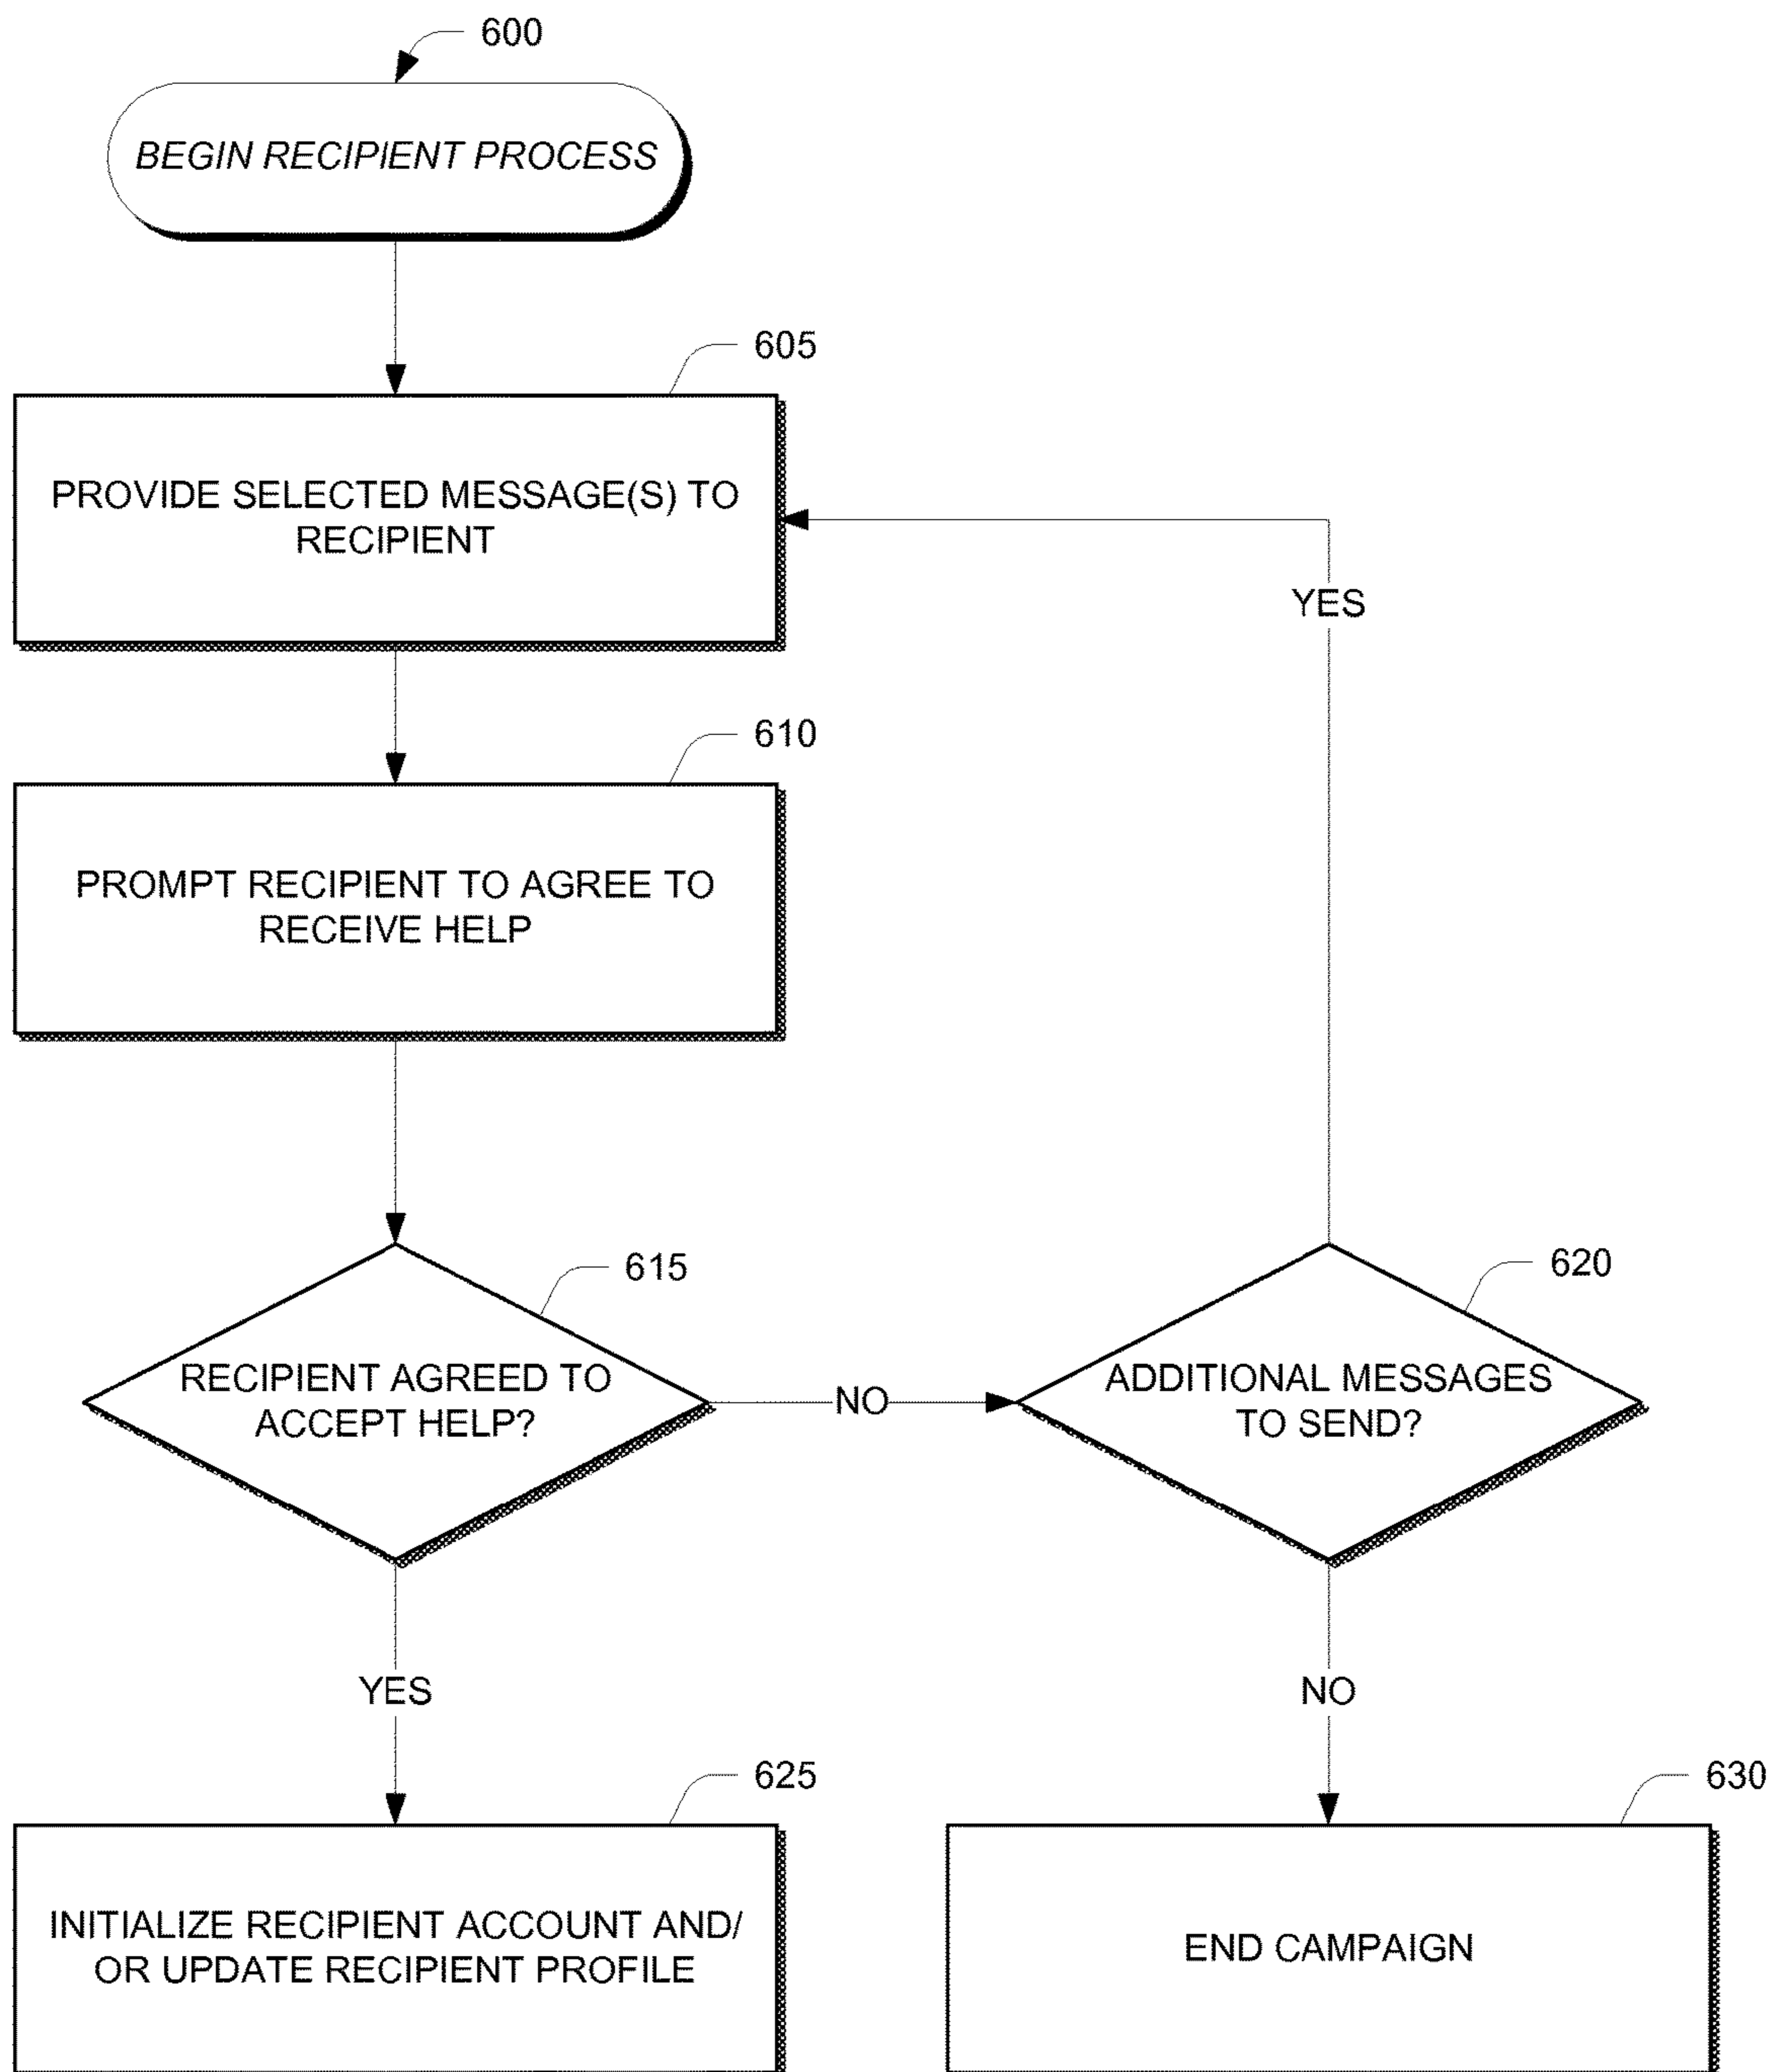 600
BEGIN RECIPIENT PROCESS
605
PROVIDE SELECTED MESSAGE(S) TO
RECIPIENT
YES
610
PROMPT RECIPIENT TO AGREE TO
RECEIVE HELP
615
RECIPIENT AGREED TO
ACCEPT HELP?
NO
620
ADDITIONAL MESSAGES
TO SEND?
YES
NO
625
INITIALIZE RECIPIENT ACCOUNT AND/
OR UPDATE RECIPIENT PROFILE
630
END CAMPAIGN